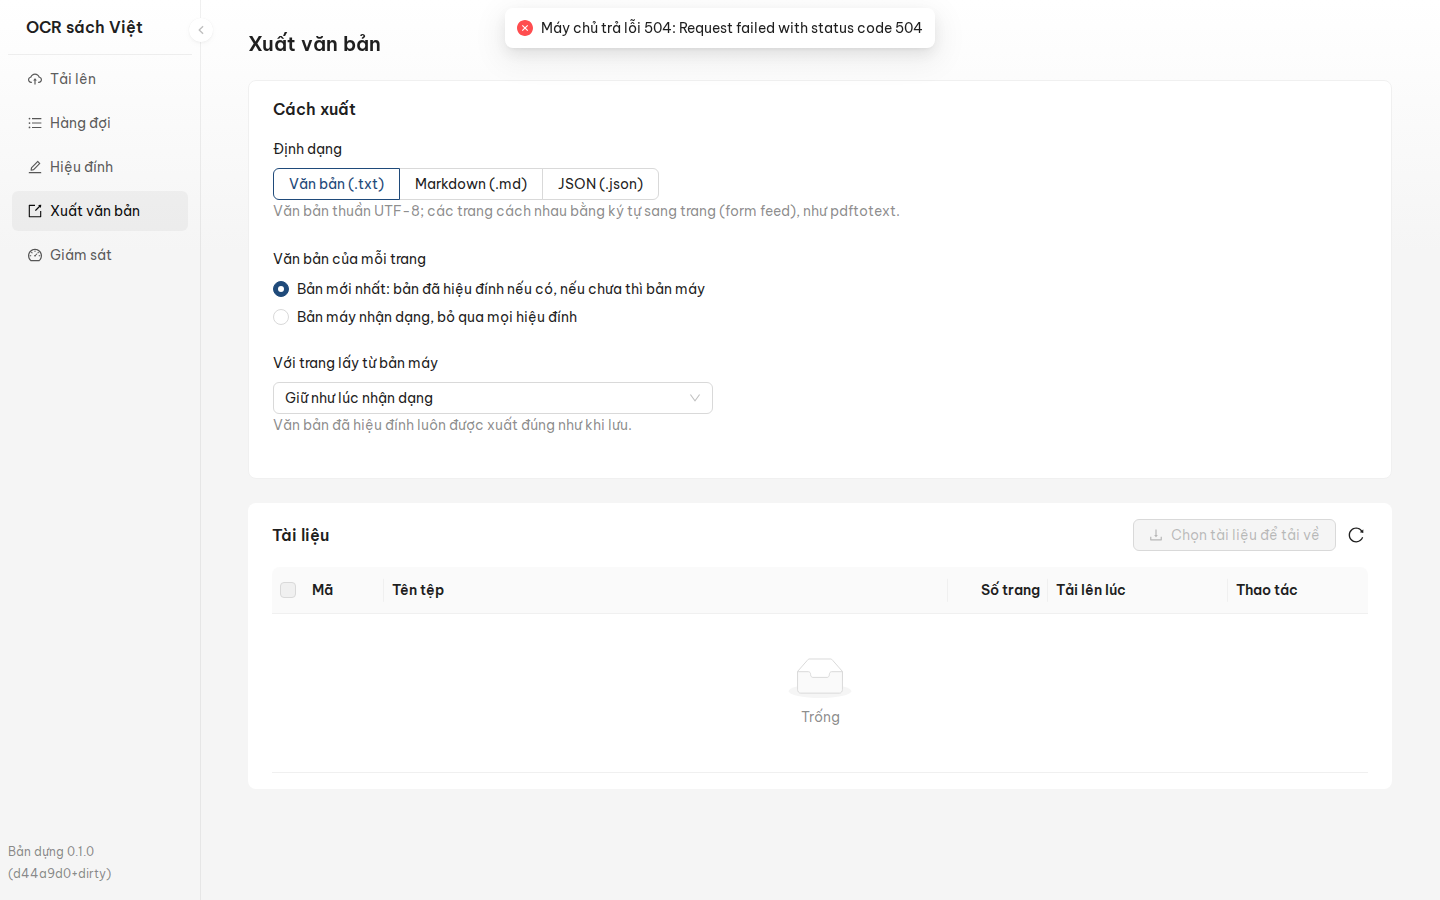 OCR sách Việt
Máy chủ trả lỗi 504: Request failed with status code 504
Tải lên
Hàng đợi
Hiệu đính
Xuất văn bản
Giám sát
Xuất văn bản
Cách xuất
Định dạng
Văn bản (.txt) Markdown (.md) JSON (.json)
Văn bản thuần UTF-8; các trang cách nhau bằng ký tự sang trang (form feed), như pdftotext.
Văn bản của mỗi trang
Bản mới nhất: bản đã hiệu đính nếu có, nếu chưa thì bản máy
Bản máy nhận dạng, bỏ qua mọi hiệu đính
Với trang lấy từ bản máy
Giữ như lúc nhận dạng
Văn bản đã hiệu đính luôn được xuất đúng như khi lưu.
Tài liệu
Chọn tài liệu để tải về
Mã Tên tệp Số trang Tải lên lúc Thao tác
Trống
Bản dựng 0.1.0
(d44a9d0+dirty)